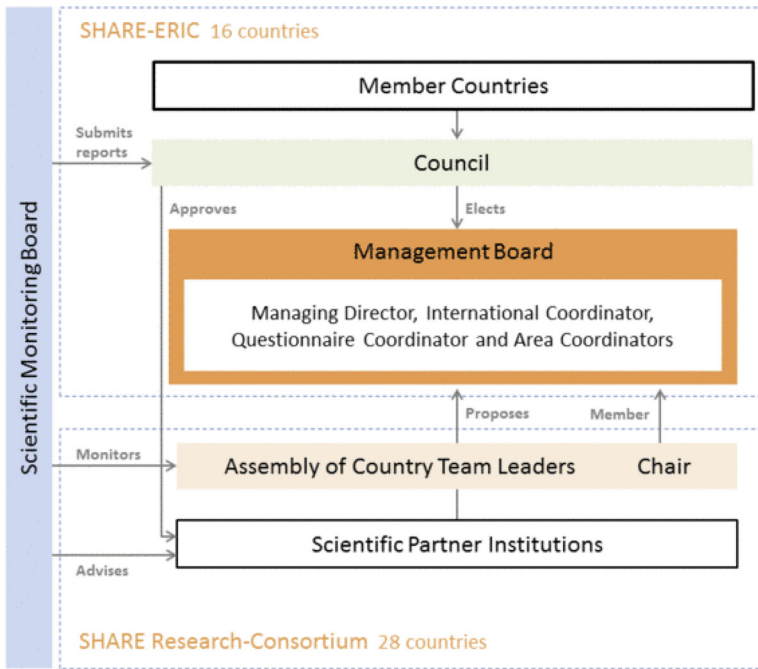 SHARE-ERIC 16 countries
Member Countries
Submits
reports
Council
Approves
Elects
Management Board
Managing Director, International Coordinator,
Questionnaire Coordinator and Area Coordinators
Scientific Monitoring Board
Proposes
Member
Monitors
Assembly of Country Team Leaders
Chair
Scientific Partner Institutions
Advises
SHARE Research-Consortium 28 countries